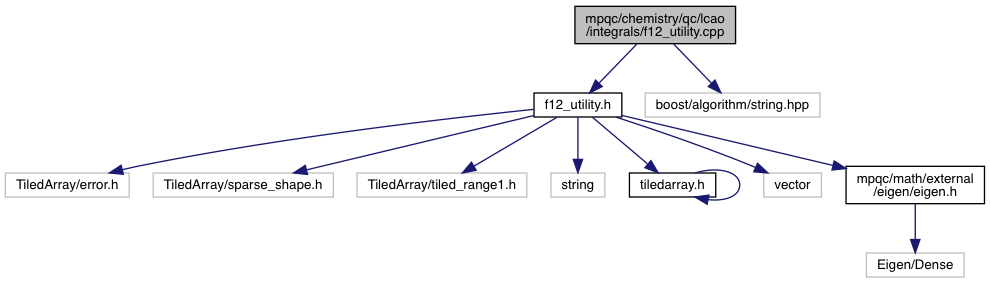 mpqc/chemistry/qc/lcao
/integrals/f12_utility.cpp
f12_utility.h
boost/algorithm/string.hpp
TiledArray/error.h
TiledArray/sparse_shape.h
TiledArray/tiled_range1.h
string
tiledarray.h
vector
mpqc/math/external
/eigen/eigen.h
Eigen/Dense